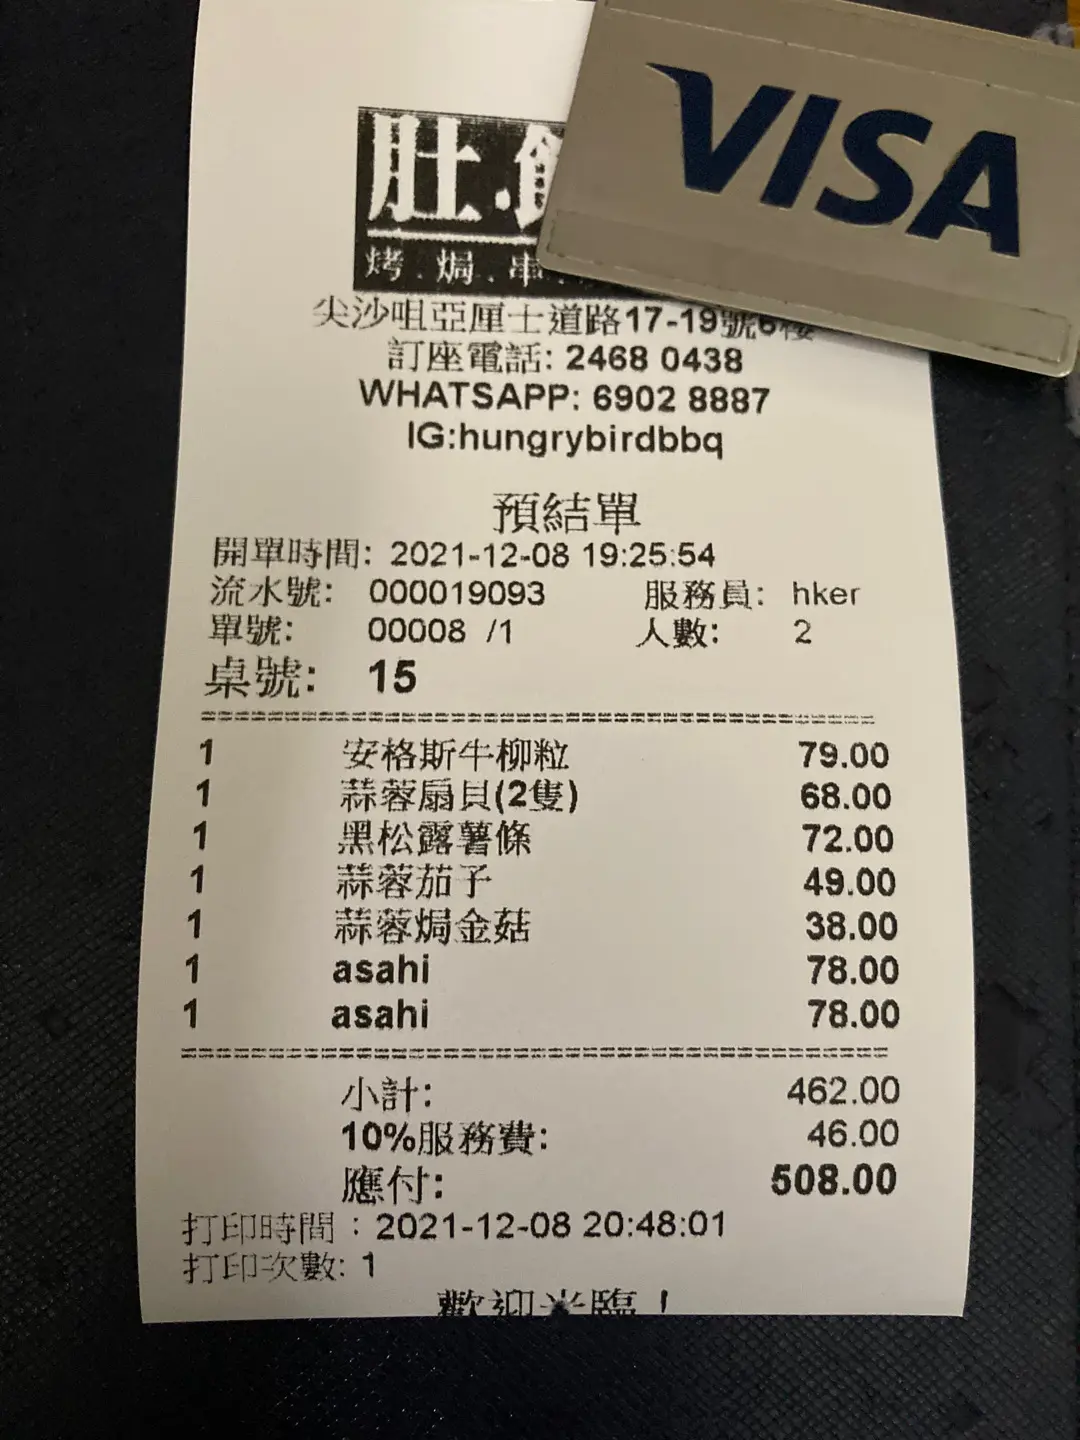 VISA
肚.
烤.焗.串
尖沙咀亞厘士道路17-19號6樓
訂座電話: 2468 0438
WHATSAPP: 6902 8887
IG:hungrybirdbbq
預結單
開單時間: 2021-12-08 19:25:54
流水號: 000019093 服務員: hker
單號: 00008 /1 人數: 2
桌號: 15
1 安格斯牛柳粒 79.00
1 蒜蓉扇貝(2隻) 68.00
1 黑松露薯條 72.00
1 蒜蓉茄子 49.00
1 蒜蓉焗金菇 38.00
1 asahi 78.00
1 asahi 78.00
小計: 462.00
10%服務費: 46.00
應付: 508.00
打印時間：2021-12-08 20:48:01
打印次數: 1
歡迎光臨！